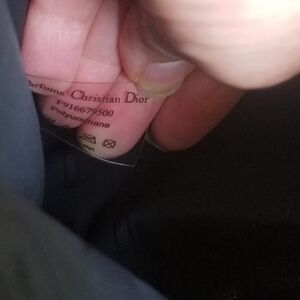 Parfums Christian Dior
F916679500
Polyurethane